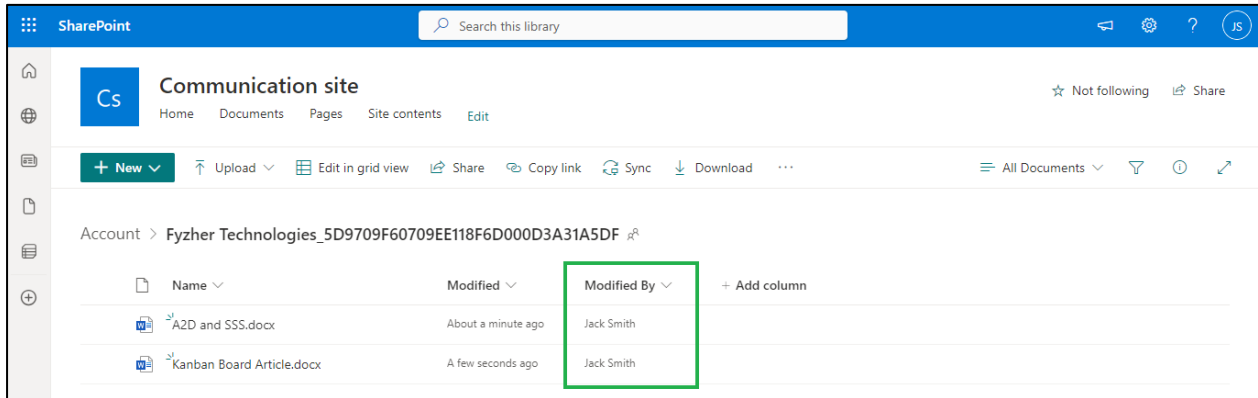 SharePoint Search this library ? JS
Cs Communication site Not following Share
Home Documents Pages Site contents Edit
New Upload Edit in grid view Share Copy link Sync Download ... All Documents
Account > Fyzher Technologies_5D9709F60709EE118F6D000D3A31A5DF
Name Modified Modified By + Add column
A2D and SSS.docx About a minute ago Jack Smith
Kanban Board Article.docx A few seconds ago Jack Smith